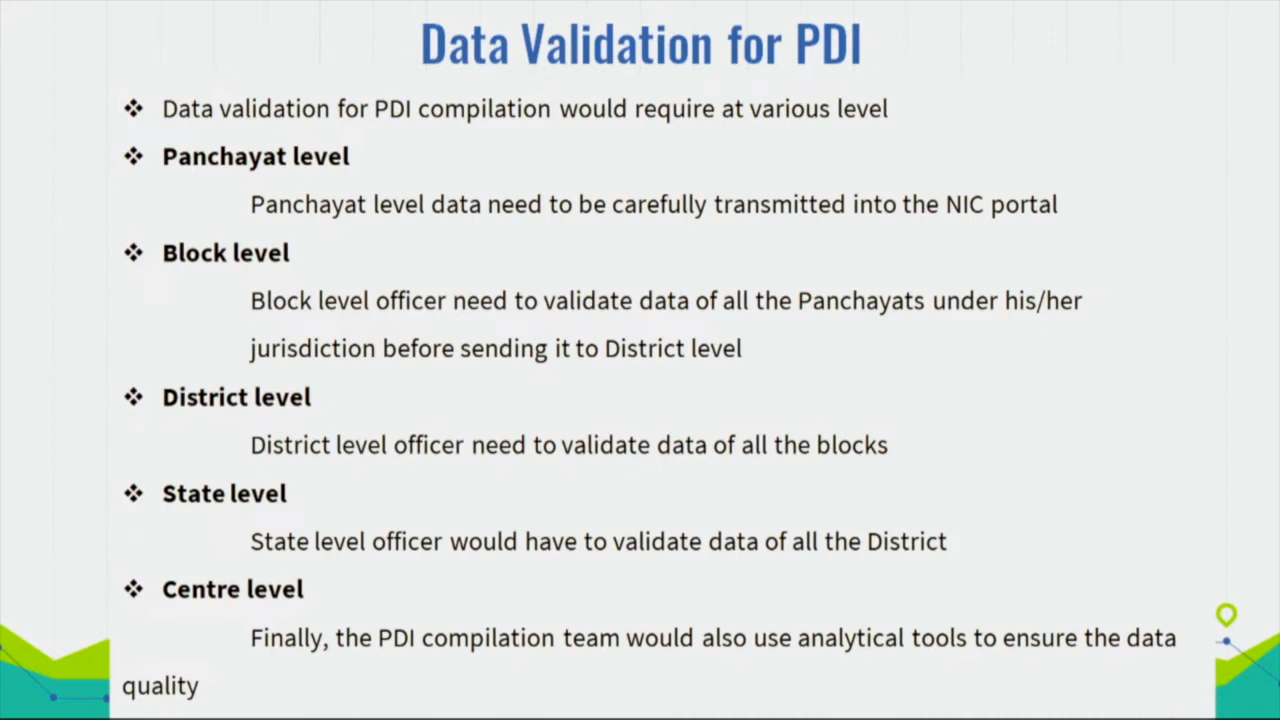 Data Validation for PDI
❖ Data validation for PDI compilation would require at various level
❖ Panchayat level
Panchayat level data need to be carefully transmitted into the NIC portal
❖ Block level
Block level officer need to validate data of all the Panchayats under his/her
jurisdiction before sending it to District level
❖ District level
District level officer need to validate data of all the blocks
❖ State level
State level officer would have to validate data of all the District
❖ Centre level
Finally, the PDI compilation team would also use analytical tools to ensure the data
quality